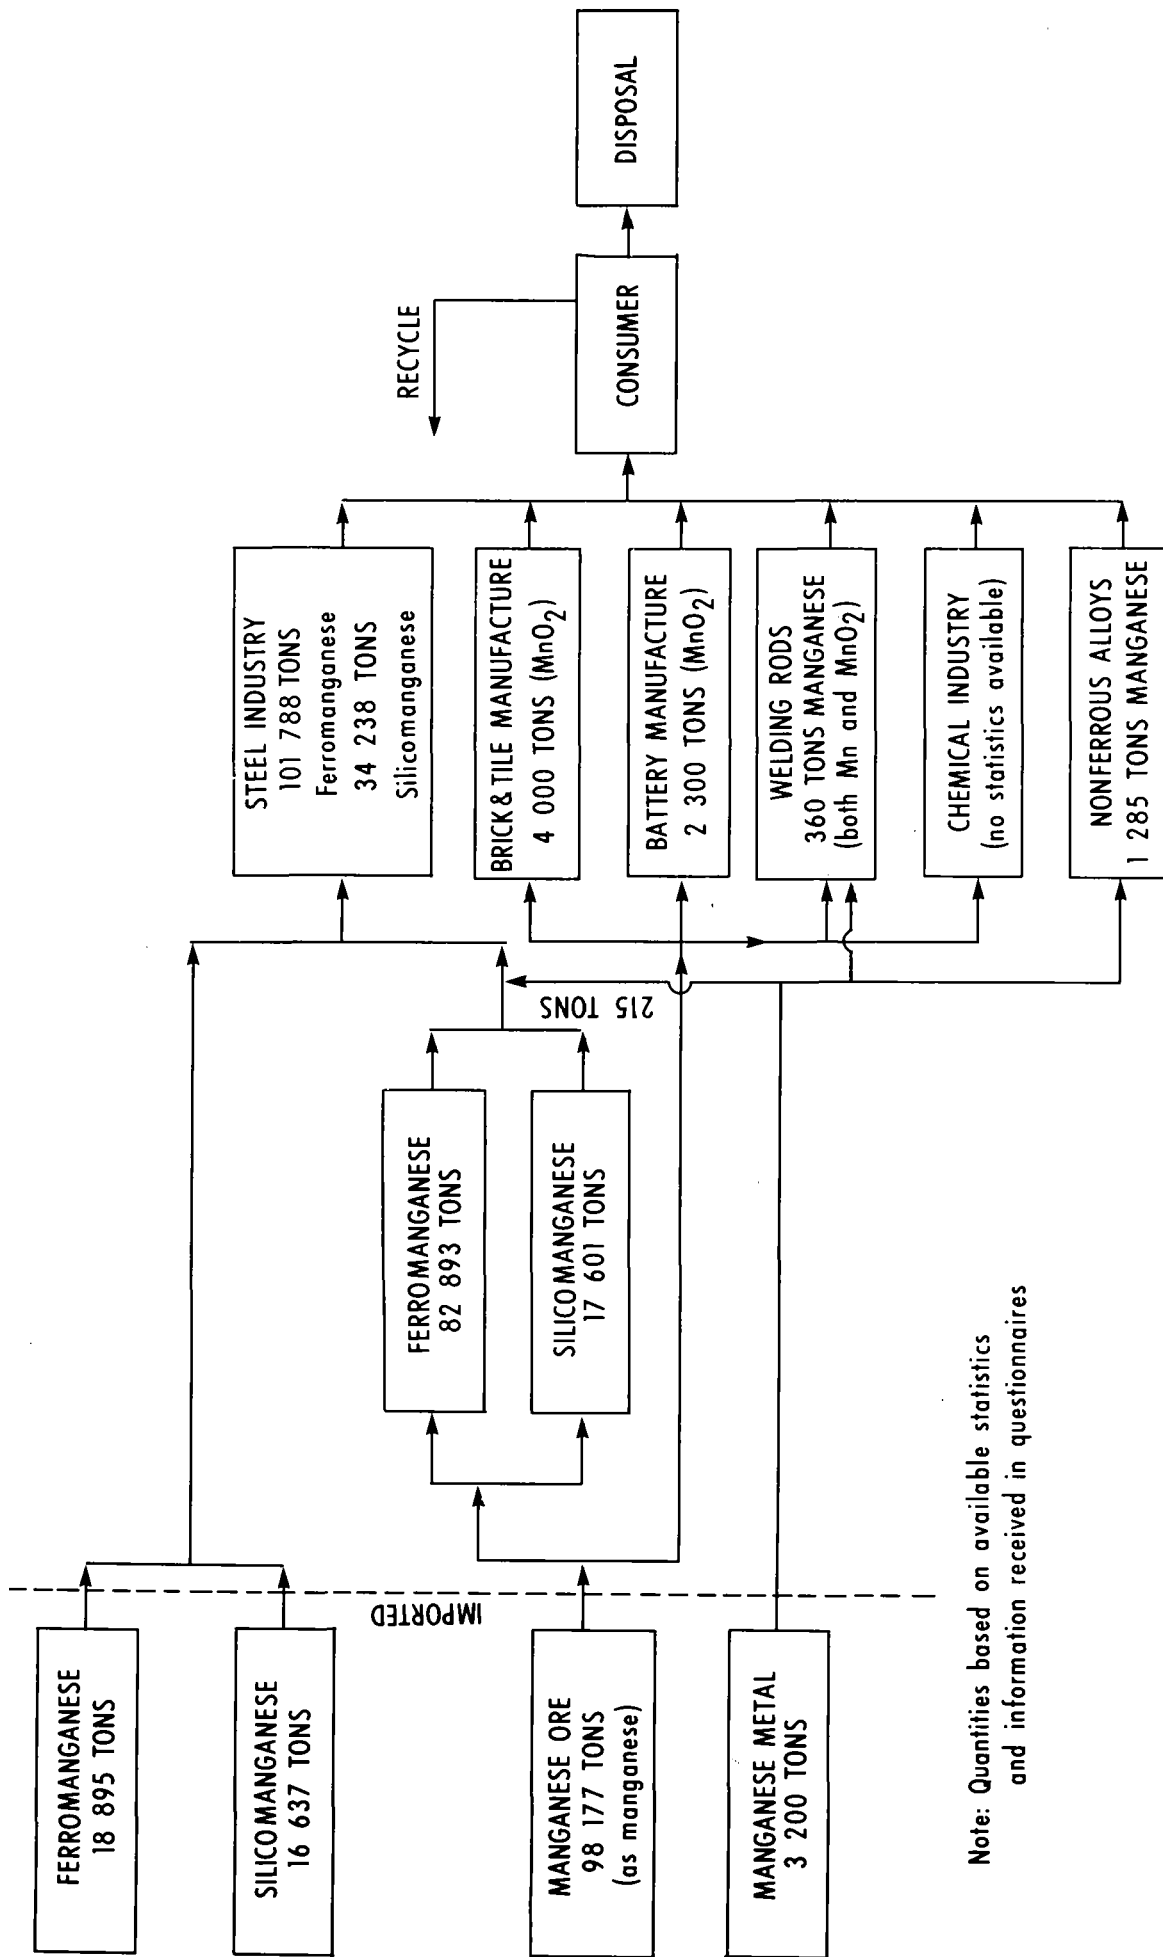 FERROMANGANESE
18 895 TONS
SILICOMANGANESE
16 637 TONS
MANGANESE ORE
98 177 TONS
(as manganese)
MANGANESE METAL
3 200 TONS
IMPORTED
FERROMANGANESE
82 893 TONS
SILICOMANGANESE
17 601 TONS
215 TONS
STEEL INDUSTRY
101 788 TONS
Ferromanganese
34 238 TONS
Silicomanganese
BRICK & TILE MANUFACTURE
4 000 TONS (MnO₂)
BATTERY MANUFACTURE
2 300 TONS (MnO₂)
WELDING RODS
360 TONS MANGANESE
(both Mn and MnO₂)
CHEMICAL INDUSTRY
(no statistics available)
NONFERROUS ALLOYS
1 285 TONS MANGANESE
RECYCLE
CONSUMER
DISPOSAL
Note: Quantities based on available statistics
and information received in questionnaires